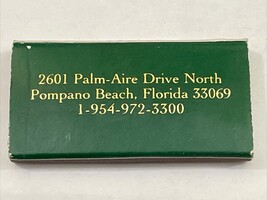 2601 Palm-Aire Drive North
Pompano Beach, Florida 33069
1-954-972-3300